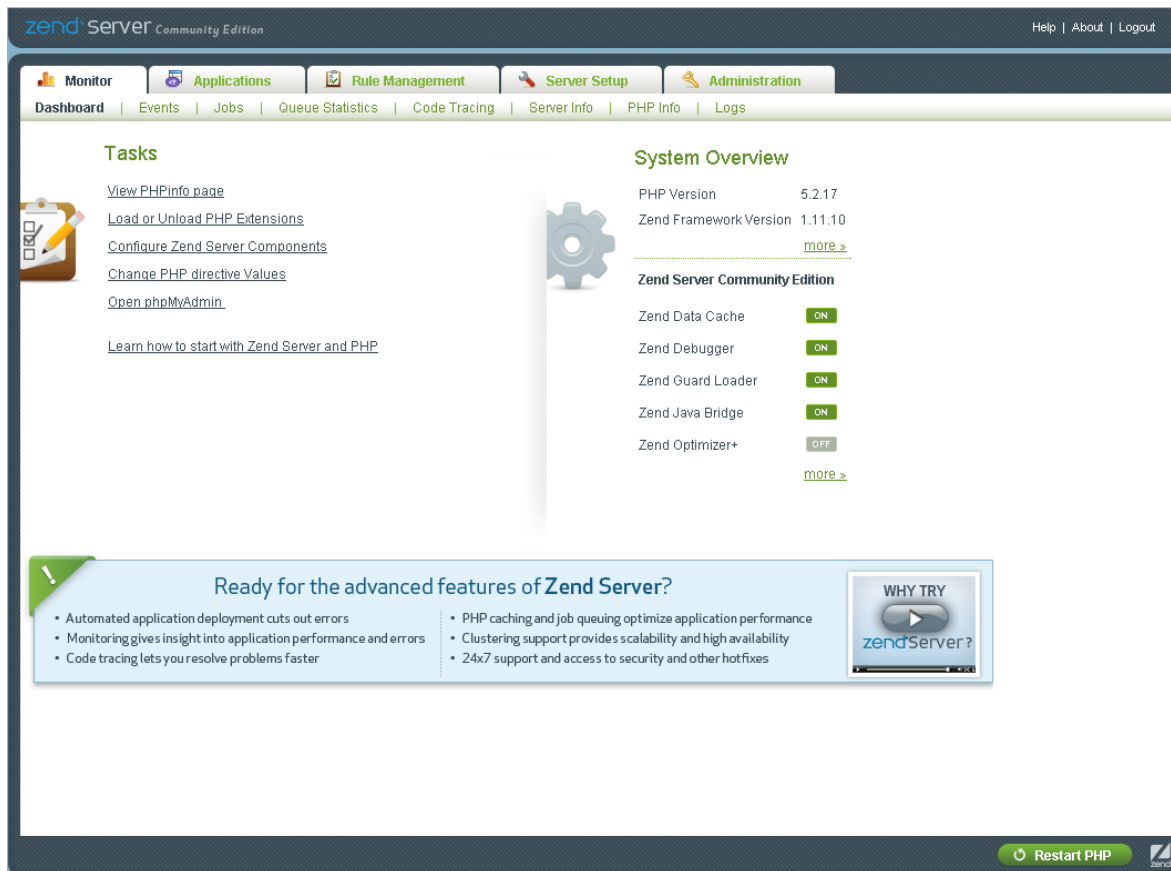 zend Server Community Edition
Help | About | Logout
Monitor
Applications
Rule Management
Server Setup
Administration
Dashboard | Events | Jobs | Queue Statistics | Code Tracing | Server Info | PHP Info | Logs
Tasks
View PHPinfo page
Load or Unload PHP Extensions
Configure Zend Server Components
Change PHP directive Values
Open phpMyAdmin
Learn how to start with Zend Server and PHP
System Overview
PHP Version 5.2.17
Zend Framework Version 1.11.10
more »
Zend Server Community Edition
Zend Data Cache ON
Zend Debugger ON
Zend Guard Loader ON
Zend Java Bridge ON
Zend Optimizer+ OFF
more »
!
Ready for the advanced features of Zend Server?
• Automated application deployment cuts out errors
• Monitoring gives insight into application performance and errors
• Code tracing lets you resolve problems faster
• PHP caching and job queuing optimize application performance
• Clustering support provides scalability and high availability
• 24x7 support and access to security and other hotfixes
WHY TRY
zend Server?
Restart PHP
zend